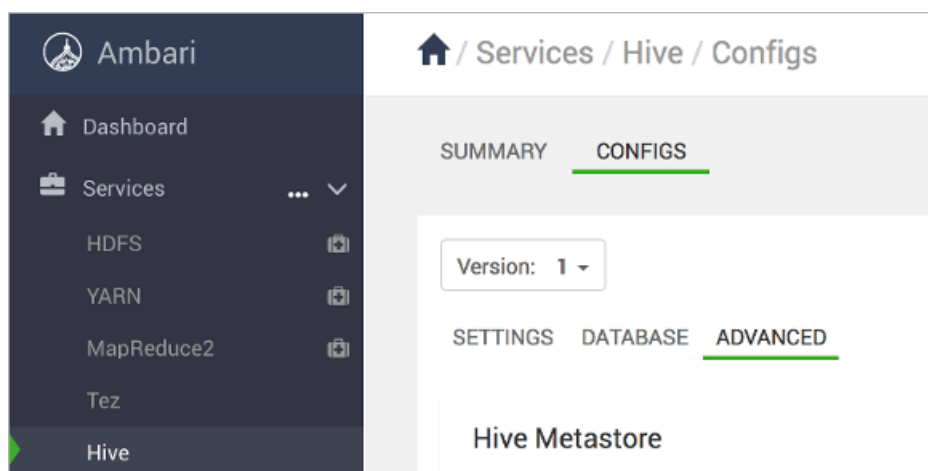 Ambari
/ Services / Hive / Configs
Dashboard
Services ...
HDFS
YARN
MapReduce2
Tez
Hive
SUMMARY CONFIGS
Version: 1
SETTINGS DATABASE ADVANCED
Hive Metastore